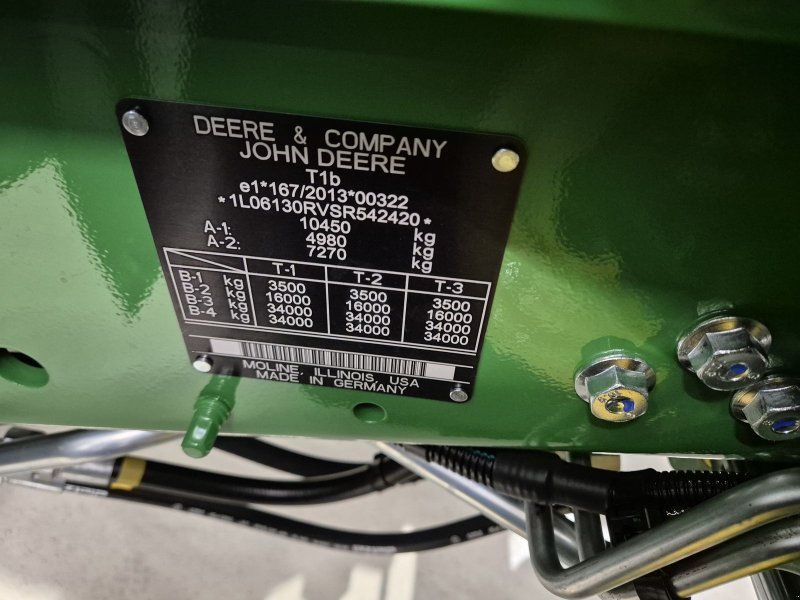 DEERE & COMPANY
JOHN DEERE
T1b
e1*167/2013*00322
*1L06130RVSR542420*
10450 kg
A-1: 4980 kg
A-2: 7270 kg
T-1 T-2 T-3
B-1 kg 3500 3500 3500
B-2 kg 16000 16000 16000
B-3 kg 34000 34000 34000
B-4 kg 34000 34000 34000
MOLINE, ILLINOIS, USA
MADE IN GERMANY